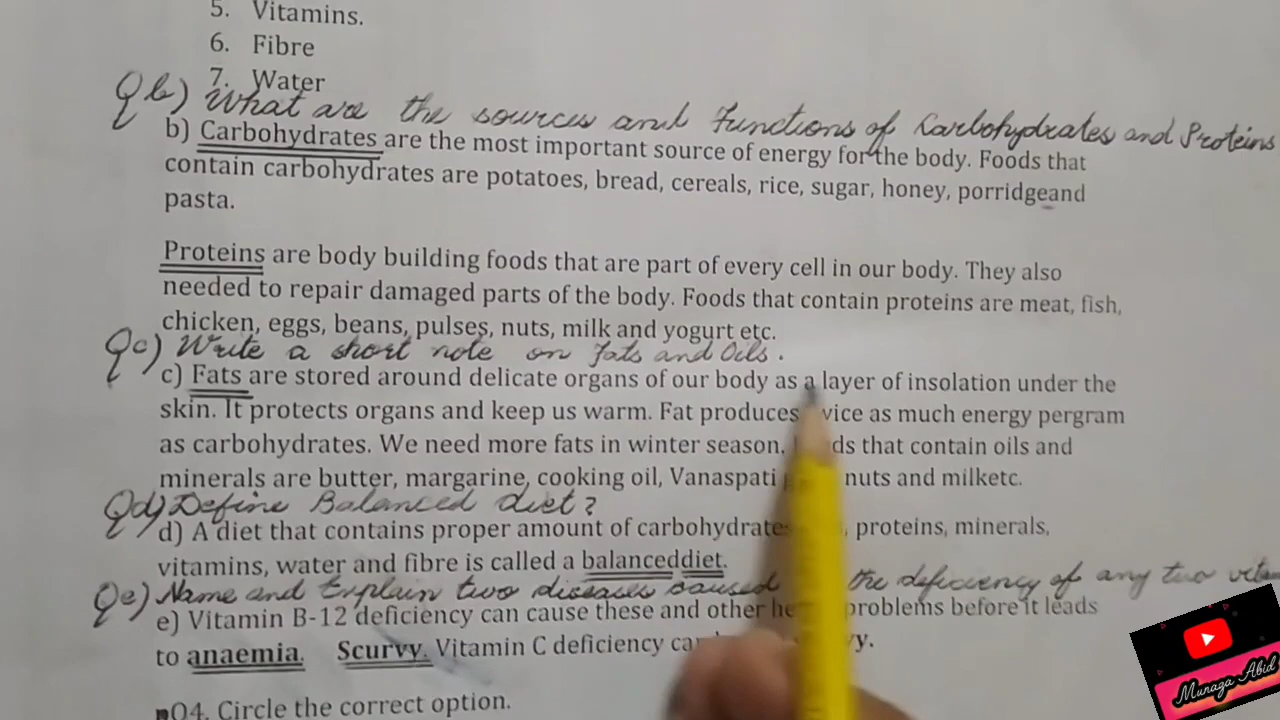 5. Vitamins.
6. Fibre
7. Water
Qb) What are the sources and Functions of Carbohydrates and Proteins
b) Carbohydrates are the most important source of energy for the body. Foods that
contain carbohydrates are potatoes, bread, cereals, rice, sugar, honey, porridgeand
pasta.
Proteins are body building foods that are part of every cell in our body. They also
needed to repair damaged parts of the body. Foods that contain proteins are meat, fish,
chicken, eggs, beans, pulses, nuts, milk and yogurt etc.
Qc) Write a short note on Fats and Oils.
c) Fats are stored around delicate organs of our body as a layer of insolation under the
skin. It protects organs and keep us warm. Fat produces as much energy pergram
as carbohydrates. We need more fats in winter season. that contain oils and
minerals are butter, margarine, cooking oil, Vanaspati nuts and milketc.
Qd) Define Balanced diet?
d) A diet that contains proper amount of proteins, minerals,
vitamins, water and fibre is called a balanceddiet.
Qe) Name and Explain two diseases caused the deficiency of any two
e) Vitamin B-12 deficiency can cause these and other problems before it leads
to anaemia. Scurvy. Vitamin C deficiency
Q4. Circle the correct option.
Munaza Abid